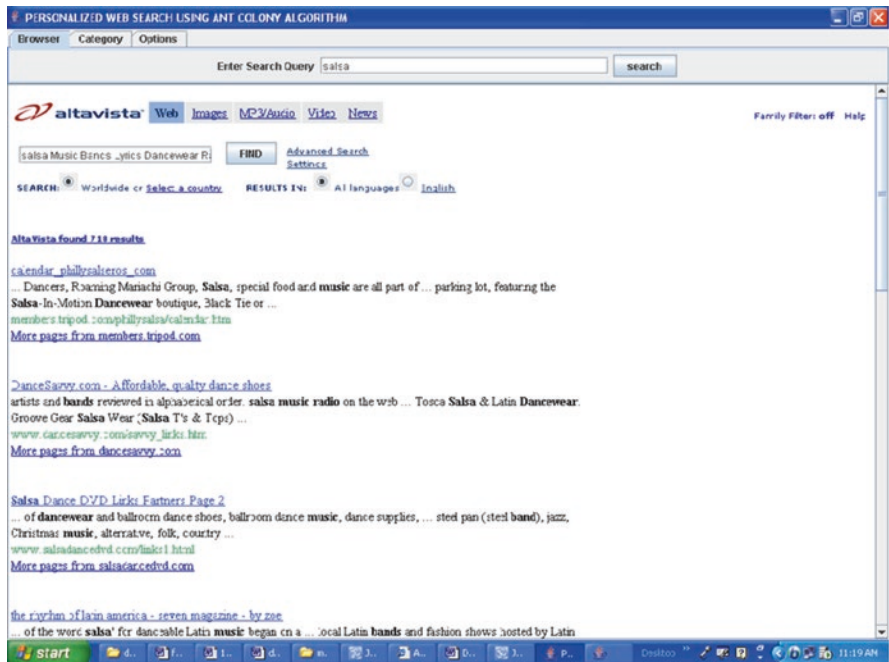 PERSONALIZED WEB SEARCH USING ANT COLONY ALGORITHM
Browser Category Options
Enter Search Query salsa search
altavista Web Images MP3/Audio Video News
Family Filter: off Help
salsa Music Bands Lyrics Dancewear R FIND Advanced Search
Settings
SEARCH: Worldwide or Select a country RESULTS IN: All languages English
AltaVista found 718 results
calendar_phillysalseros_com
... Dancers, Roaming Mariachi Group, Salsa, special food and music are all part of ... parking lot, featuring the
Salsa-In-Motion Dancewear boutique, Black Tie or ...
members.tripod.com/phillysalsa/calendar.htm
More pages from members.tripod.com
DanceSavvy.com - Affordable, quality dance shoes
artists and bands reviewed in alphabetical order. salsa music radio on the web ... Tosca Salsa & Latin Dancewear.
Groove Gear Salsa Wear (Salsa T's & Tops) ...
www.dancesavvy.com/savvy_links.htm
More pages from dancesavvy.com
Salsa Dance DVD Links Partners Page 2
... of dancewear and ballroom dance shoes, ballroom dance music, dance supplies, ... steel pan (steel band), jazz,
Christmas music, alternative, folk, country ...
www.salsadancedvd.com/links1.html
More pages from salsadancedvd.com
the rhythm of latin america - seven magazine - by zoe
... of the word salsa' for danceable Latin music began on a ... local Latin bands and fashion shows hosted by Latin
start d.. f.. 1.. d.. n.. J.. A.. D.. J.. P.. Desktop 11:19 AM